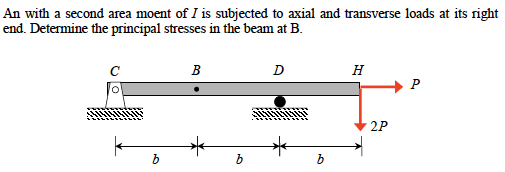 An with a second area moent of I is subjected to axial and transverse loads at its right
end. Determine the principal stresses in the beam at B.
C B D H
P
2P
b b b